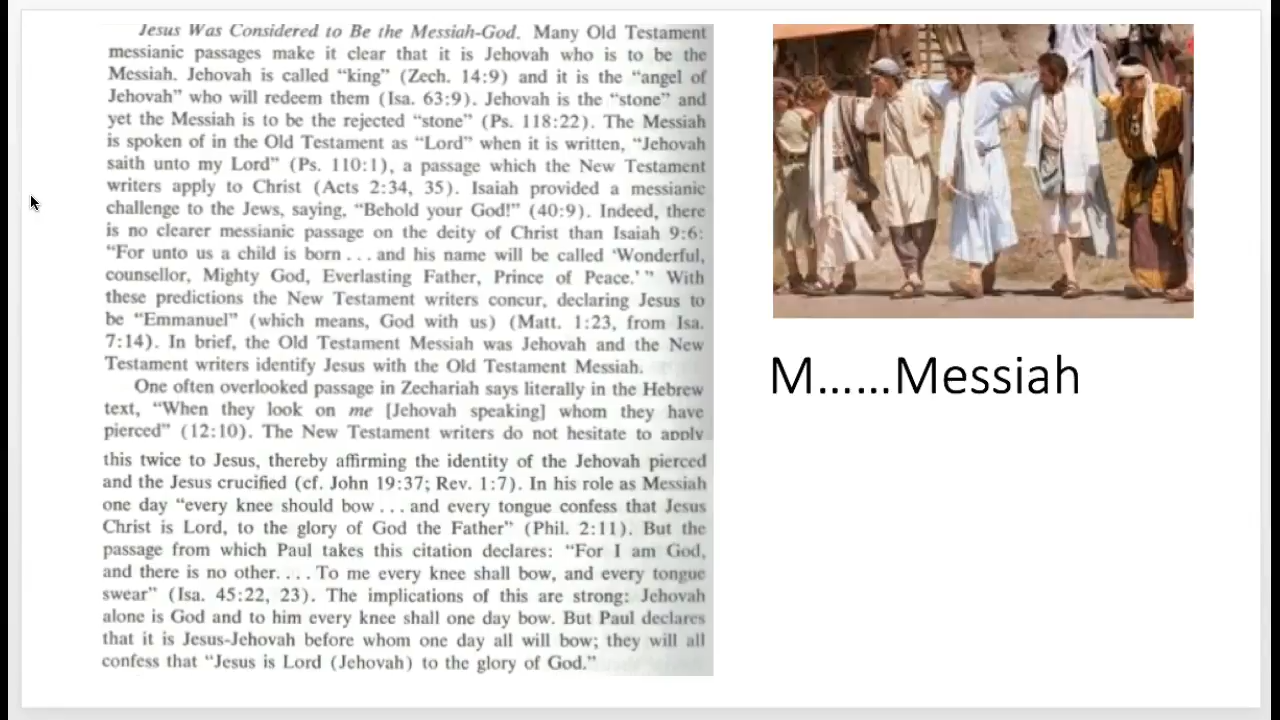 Jesus Was Considered to Be the Messiah-God. Many Old Testament
messianic passages make it clear that it is Jehovah who is to be the
Messiah. Jehovah is called “king” (Zech. 14:9) and it is the “angel of
Jehovah” who will redeem them (Isa. 63:9). Jehovah is the “stone” and
yet the Messiah is to be the rejected “stone” (Ps. 118:22). The Messiah
is spoken of in the Old Testament as “Lord” when it is written, “Jehovah
saith unto my Lord” (Ps. 110:1), a passage which the New Testament
writers apply to Christ (Acts 2:34, 35). Isaiah provided a messianic
challenge to the Jews, saying, “Behold your God!” (40:9). Indeed, there
is no clearer messianic passage on the deity of Christ than Isaiah 9:6:
“For unto us a child is born . . . and his name will be called ‘Wonderful,
counsellor, Mighty God, Everlasting Father, Prince of Peace.’ ” With
these predictions the New Testament writers concur, declaring Jesus to
be “Emmanuel” (which means, God with us) (Matt. 1:23, from Isa.
7:14). In brief, the Old Testament Messiah was Jehovah and the New
Testament writers identify Jesus with the Old Testament Messiah.
One often overlooked passage in Zechariah says literally in the Hebrew
text, “When they look on me [Jehovah speaking] whom they have
pierced” (12:10). The New Testament writers do not hesitate to apply
this twice to Jesus, thereby affirming the identity of the Jehovah pierced
and the Jesus crucified (cf. John 19:37; Rev. 1:7). In his role as Messiah
one day “every knee should bow . . . and every tongue confess that Jesus
Christ is Lord, to the glory of God the Father” (Phil. 2:11). But the
passage from which Paul takes this citation declares: “For I am God,
and there is no other. . . . To me every knee shall bow, and every tongue
swear” (Isa. 45:22, 23). The implications of this are strong: Jehovah
alone is God and to him every knee shall one day bow. But Paul declares
that it is Jesus-Jehovah before whom one day all will bow; they will all
confess that “Jesus is Lord (Jehovah) to the glory of God.”
M......Messiah